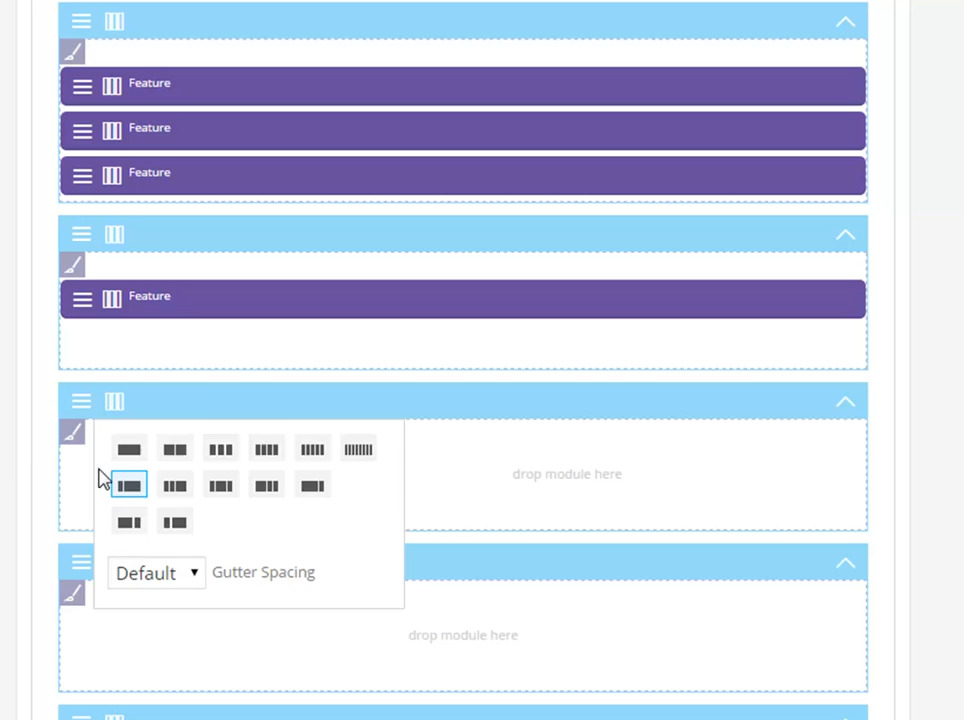 Feature
Feature
Feature
Feature
drop module here
Default
Gutter Spacing
drop module here